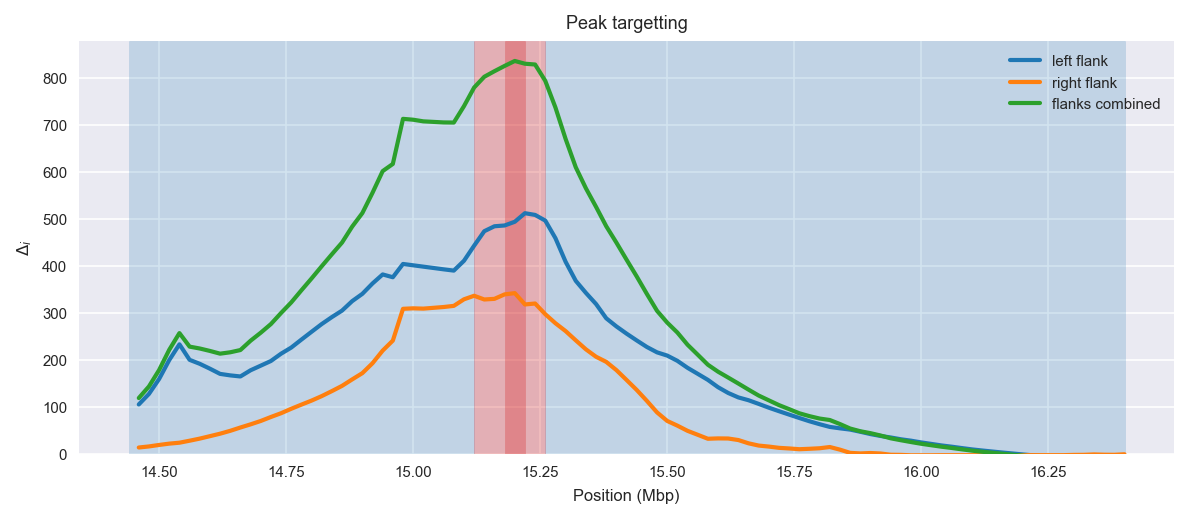 Peak targetting
Δi
800
700
600
500
400
300
200
100
0
left flank
right flank
flanks combined
14.50 14.75 15.00 15.25 15.50 15.75 16.00 16.25
Position (Mbp)